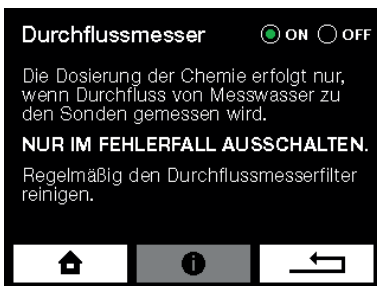 Durchflussmesser ON OFF
Die Dosierung der Chemie erfolgt nur,
wenn Durchfluss von Messwasser zu
den Sonden gemessen wird.
NUR IM FEHLERFALL AUSSCHALTEN.
Regelmäßig den Durchflussmesserfilter
reinigen.